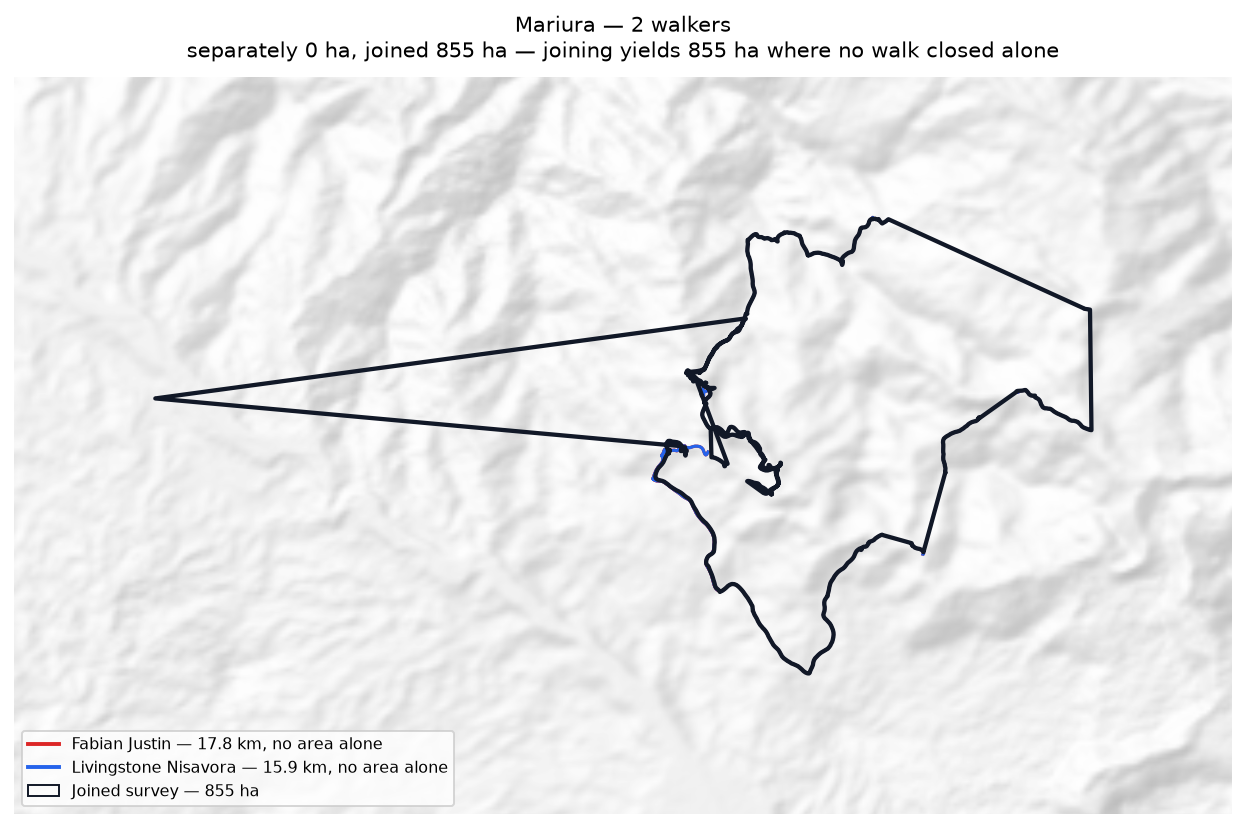 Mariura — 2 walkers
separately 0 ha, joined 855 ha — joining yields 855 ha where no walk closed alone
Fabian Justin — 17.8 km, no area alone
Livingstone Nisavora — 15.9 km, no area alone
Joined survey — 855 ha